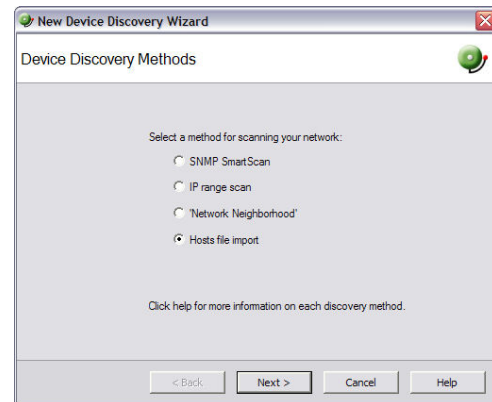 New Device Discovery Wizard
Device Discovery Methods
Select a method for scanning your network:
SNMP SmartScan
IP range scan
'Network Neighborhood'
Hosts file import
Click help for more information on each discovery method.
< Back Next > Cancel Help